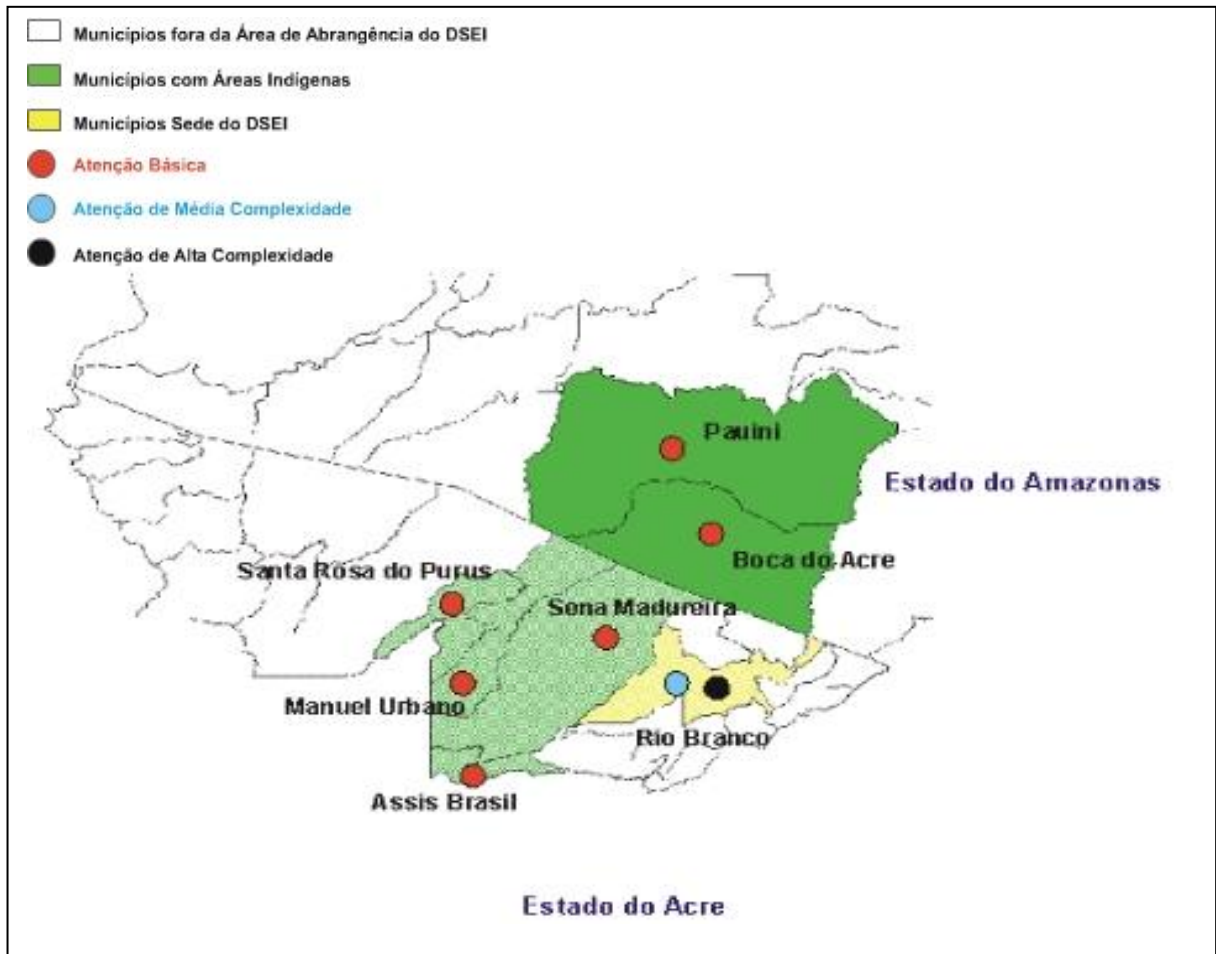 Municípios fora da Área de Abrangência do DSEI
Municípios com Áreas Indígenas
Municípios Sede do DSEI
Atenção Básica
Atenção de Média Complexidade
Atenção de Alta Complexidade
Pauini
Estado do Amazonas
Boca do Acre
Santa Rosa do Purus
Sena Madureira
Manuel Urbano
Rio Branco
Assis Brasil
Estado do Acre